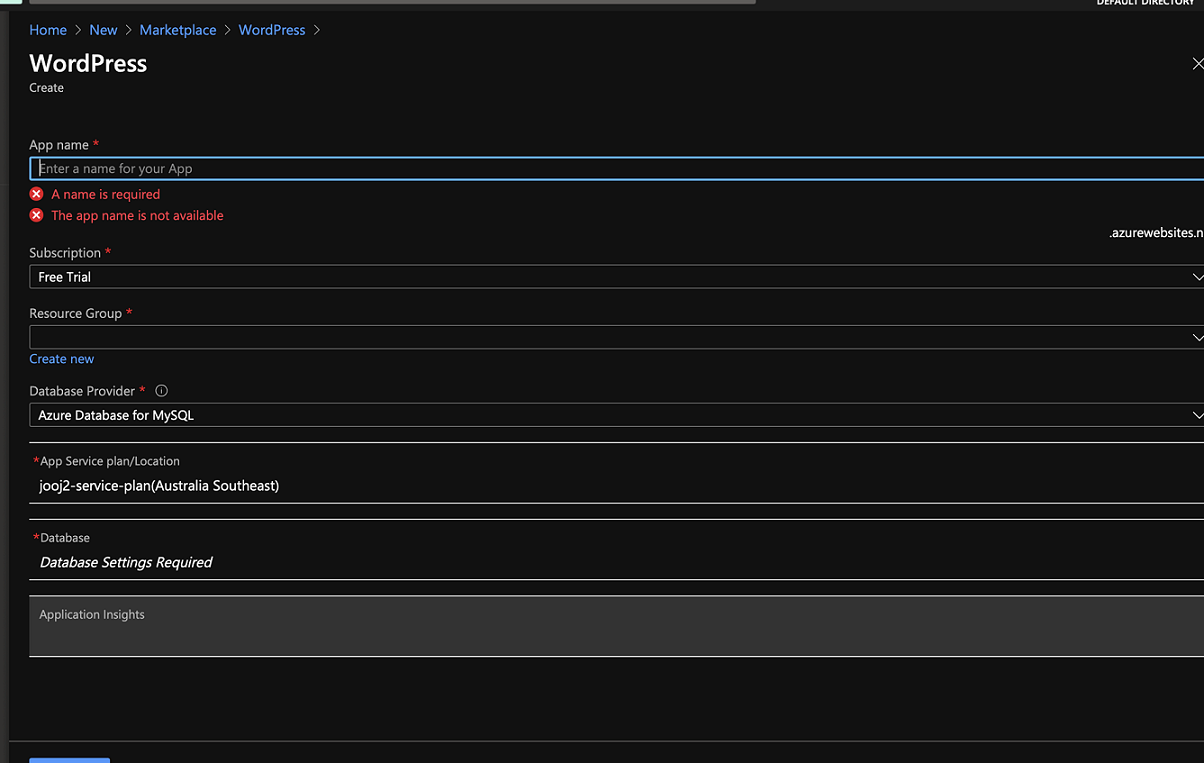 DEFAULT DIRECTORY
Home > New > Marketplace > WordPress >
WordPress
Create
App name *
Enter a name for your App
A name is required
The app name is not available
.azurewebsites.n
Subscription *
Free Trial
Resource Group *
Create new
Database Provider *
Azure Database for MySQL
*App Service plan/Location
jooj2-service-plan(Australia Southeast)
*Database
Database Settings Required
Application Insights